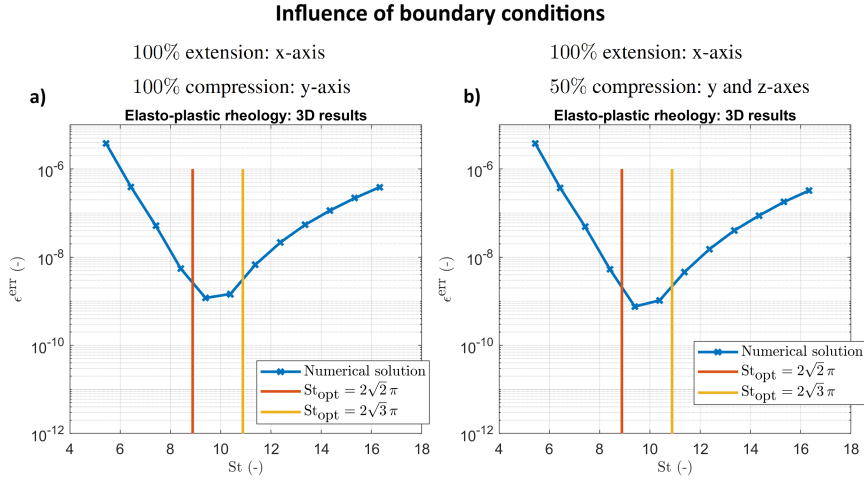 Influence of boundary conditions
100% extension: x-axis
100% compression: y-axis
a)
Elasto-plastic rheology: 3D results
10^-6
10^-8
10^-10
10^-12
ϵ^err (-)
4 6 8 10 12 14 16 18
St (-)
Numerical solution
St_opt = 2√2 π
St_opt = 2√3 π
100% extension: x-axis
50% compression: y and z-axes
b)
Elasto-plastic rheology: 3D results
10^-6
10^-8
10^-10
10^-12
ϵ^err (-)
4 6 8 10 12 14 16 18
St (-)
Numerical solution
St_opt = 2√2 π
St_opt = 2√3 π